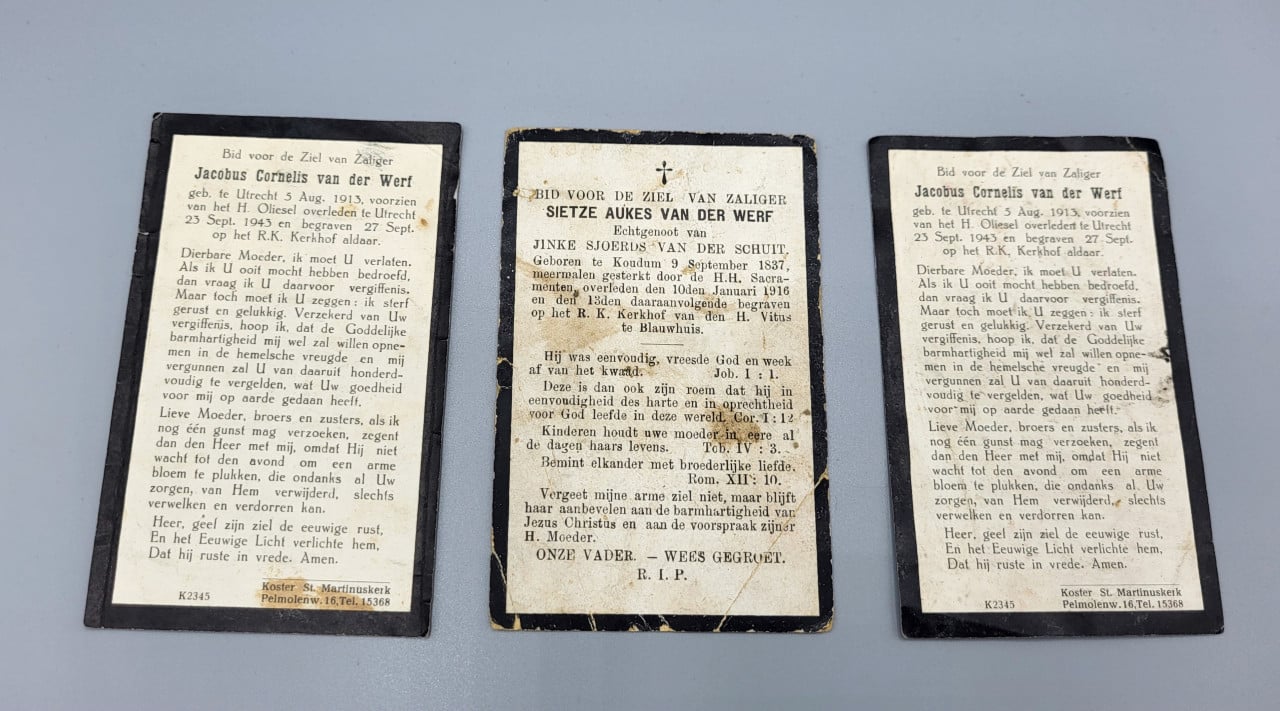 Bid voor de Ziel van Zaliger
Jacobus Cornelis van der Werf
geb. te Utrecht 5 Aug. 1913, voorzien
van het H. Oliesel overleden te Utrecht
23 Sept. 1943 en begraven 27 Sept.
op het R.K. Kerkhof aldaar.
Dierbare Moeder, ik moet U verlaten.
Als ik U ooit mocht hebben bedroefd,
dan vraag ik U daarvoor vergiffenis.
Maar toch moet ik U zeggen: ik sterf
gerust en gelukkig. Verzekerd van Uw
vergiffenis, hoop ik, dat de Goddelijke
barmhartigheid mij wel zal willen opne-
men in de hemelsche vreugde en mij
vergunnen zal U van daaruit honderd-
voudig te vergelden, wat Uw goedheid
voor mij op aarde gedaan heeft.
Lieve Moeder, broers en zusters, als ik
nog één gunst mag verzoeken, zegent
dan den Heer met mij, omdat Hij niet
wacht tot den avond om een arme
bloem te plukken, die ondanks al Uw
zorgen, van Hem verwijderd, slechts
verwelken en verdorren kan.
Heer, geef zijn ziel de eeuwige rust,
En het Eeuwige Licht verlichte hem,
Dat hij ruste in vrede. Amen.
Koster St. Martinuskerk
K2345 Pelmolenw. 16, Tel. 15368
BID VOOR DE ZIEL VAN ZALIGER
SIETZE AUKES VAN DER WERF
Echtgenoot van
JINKE SJOERDS VAN DER SCHUIT.
Geboren te Koudum 9 September 1837,
meermalen gesterkt door de H.H. Sacra-
menten, overleden den 10den Januari 1916
en den 13den daaraanvolgende begraven
op het R. K. Kerkhof van den H. Vitus
te Blauwhuis.
Hij was eenvoudig, vreesde God en week
af van het kwaad. Job. I : 1.
Deze is dan ook zijn roem dat hij in
eenvoudigheid des harte en in oprechtheid
voor God leefde in deze wereld. Cor. I : 12
Kinderen houdt uwe moeder in eere al
de dagen haars levens. Tob. IV : 3.
Bemint elkander met broederlijke liefde.
Rom. XII : 10.
Vergeet mijne arme ziel niet, maar blijft
haar aanbevelen aan de barmhartigheid van
Jezus Christus en aan de voorspraak zijner
H. Moeder.
ONZE VADER. — WEES GEGROET.
R. I. P.
Bid voor de Ziel van Zaliger
Jacobus Cornelis van der Werf
geb. te Utrecht 5 Aug. 1913, voorzien
van het H. Oliesel overleden te Utrecht
23 Sept. 1943 en begraven 27 Sept.
op het R.K. Kerkhof aldaar.
Dierbare Moeder, ik moet U verlaten.
Als ik U ooit mocht hebben bedroefd,
dan vraag ik U daarvoor vergiffenis.
Maar toch moet ik U zeggen: ik sterf
gerust en gelukkig. Verzekerd van Uw
vergiffenis, hoop ik, dat de Goddelijke
barmhartigheid mij wel zal willen opne-
men in de hemelsche vreugde en mij
vergunnen zal U van daaruit honderd-
voudig te vergelden, wat Uw goedheid
voor mij op aarde gedaan heeft.
Lieve Moeder, broers en zusters, als ik
nog één gunst mag verzoeken, zegent
dan den Heer met mij, omdat Hij niet
wacht tot den avond om een arme
bloem te plukken, die ondanks al Uw
zorgen, van Hem verwijderd, slechts
verwelken en verdorren kan.
Heer, geef zijn ziel de eeuwige rust,
En het Eeuwige Licht verlichte hem,
Dat hij ruste in vrede. Amen.
Koster St. Martinuskerk
K2345 Pelmolenw. 16, Tel. 15368